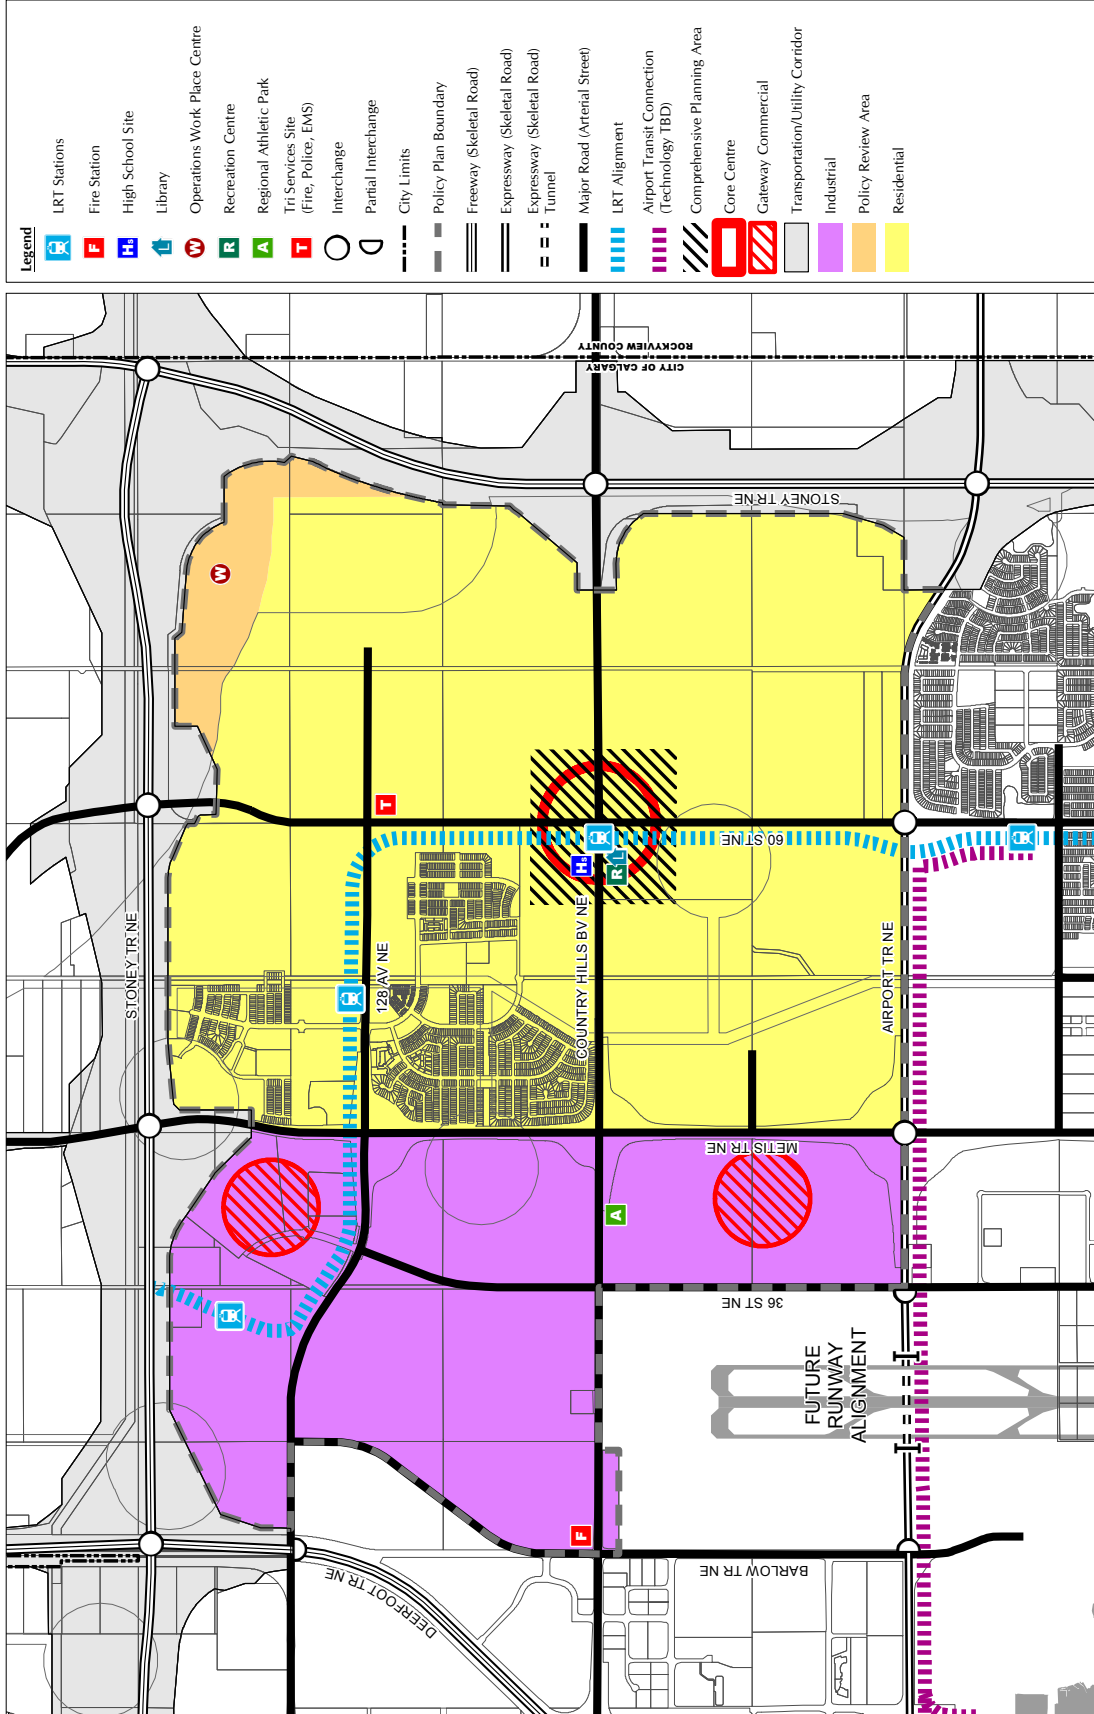 Legend
LRT Stations
F
Fire Station
Hs
High School Site
L
Library
W
Operations Work Place Centre
R
Recreation Centre
A
Regional Athletic Park
T
Tri Services Site
(Fire, Police, EMS)
Interchange
Partial Interchange
City Limits
Policy Plan Boundary
Freeway (Skeletal Road)
Expressway (Skeletal Road)
Expressway (Skeletal Road)
Tunnel
Major Road (Arterial Street)
LRT Alignment
Airport Transit Connection
(Technology TBD)
Comprehensive Planning Area
Core Centre
Gateway Commercial
Transportation/Utility Corridor
Industrial
Policy Review Area
Residential
ROCKYVIEW COUNTY
CITY OF CALGARY
STONEY TR NE
W
T
60 ST NE
Hs
R
L
STONEY TR NE
128 AV NE
COUNTRY HILLS BV NE
AIRPORT TR NE
METIS TR NE
A
36 ST NE
FUTURE
RUNWAY
ALIGNMENT
F
DEERFOOT TR NE
BARLOW TR NE